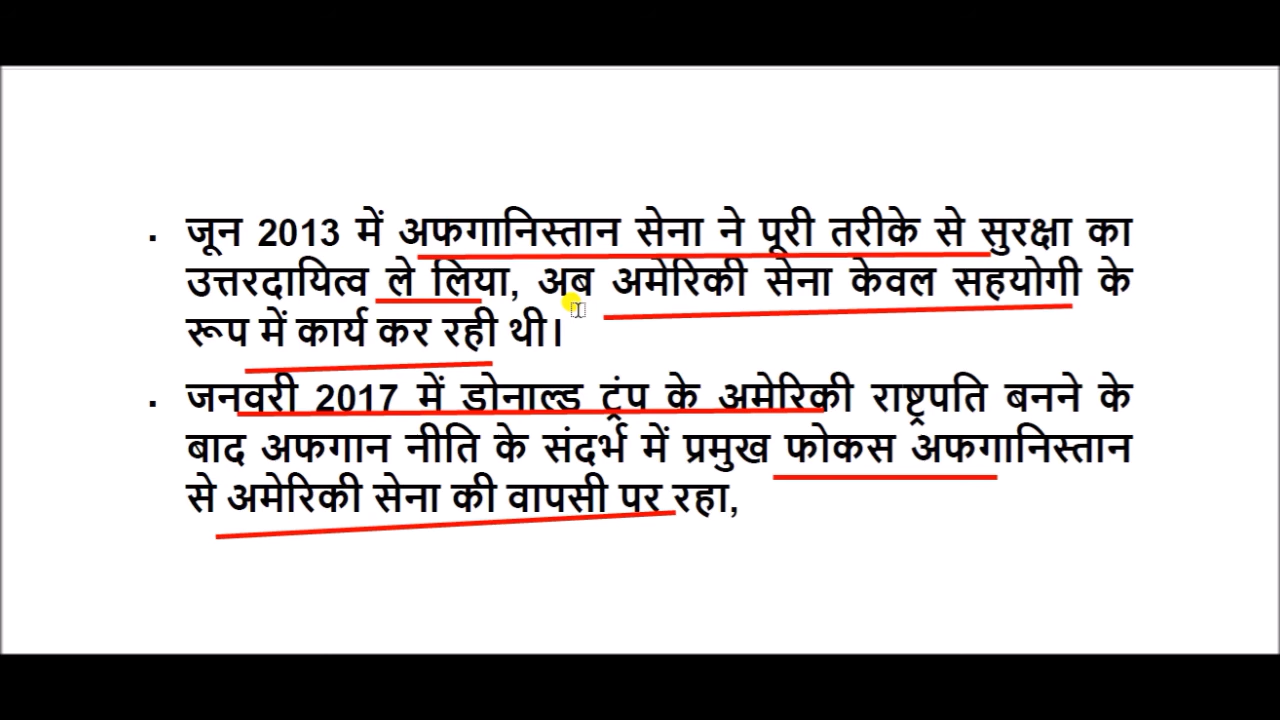 ▪ जून 2013 में अफगानिस्तान सेना ने पूरी तरीके से सुरक्षा का
उत्तरदायित्व ले लिया, अब अमेरिकी सेना केवल सहयोगी के
रूप में कार्य कर रही थी।
▪ जनवरी 2017 में डोनाल्ड ट्रंप के अमेरिकी राष्ट्रपति बनने के
बाद अफगान नीति के संदर्भ में प्रमुख फोकस अफगानिस्तान
से अमेरिकी सेना की वापसी पर रहा,